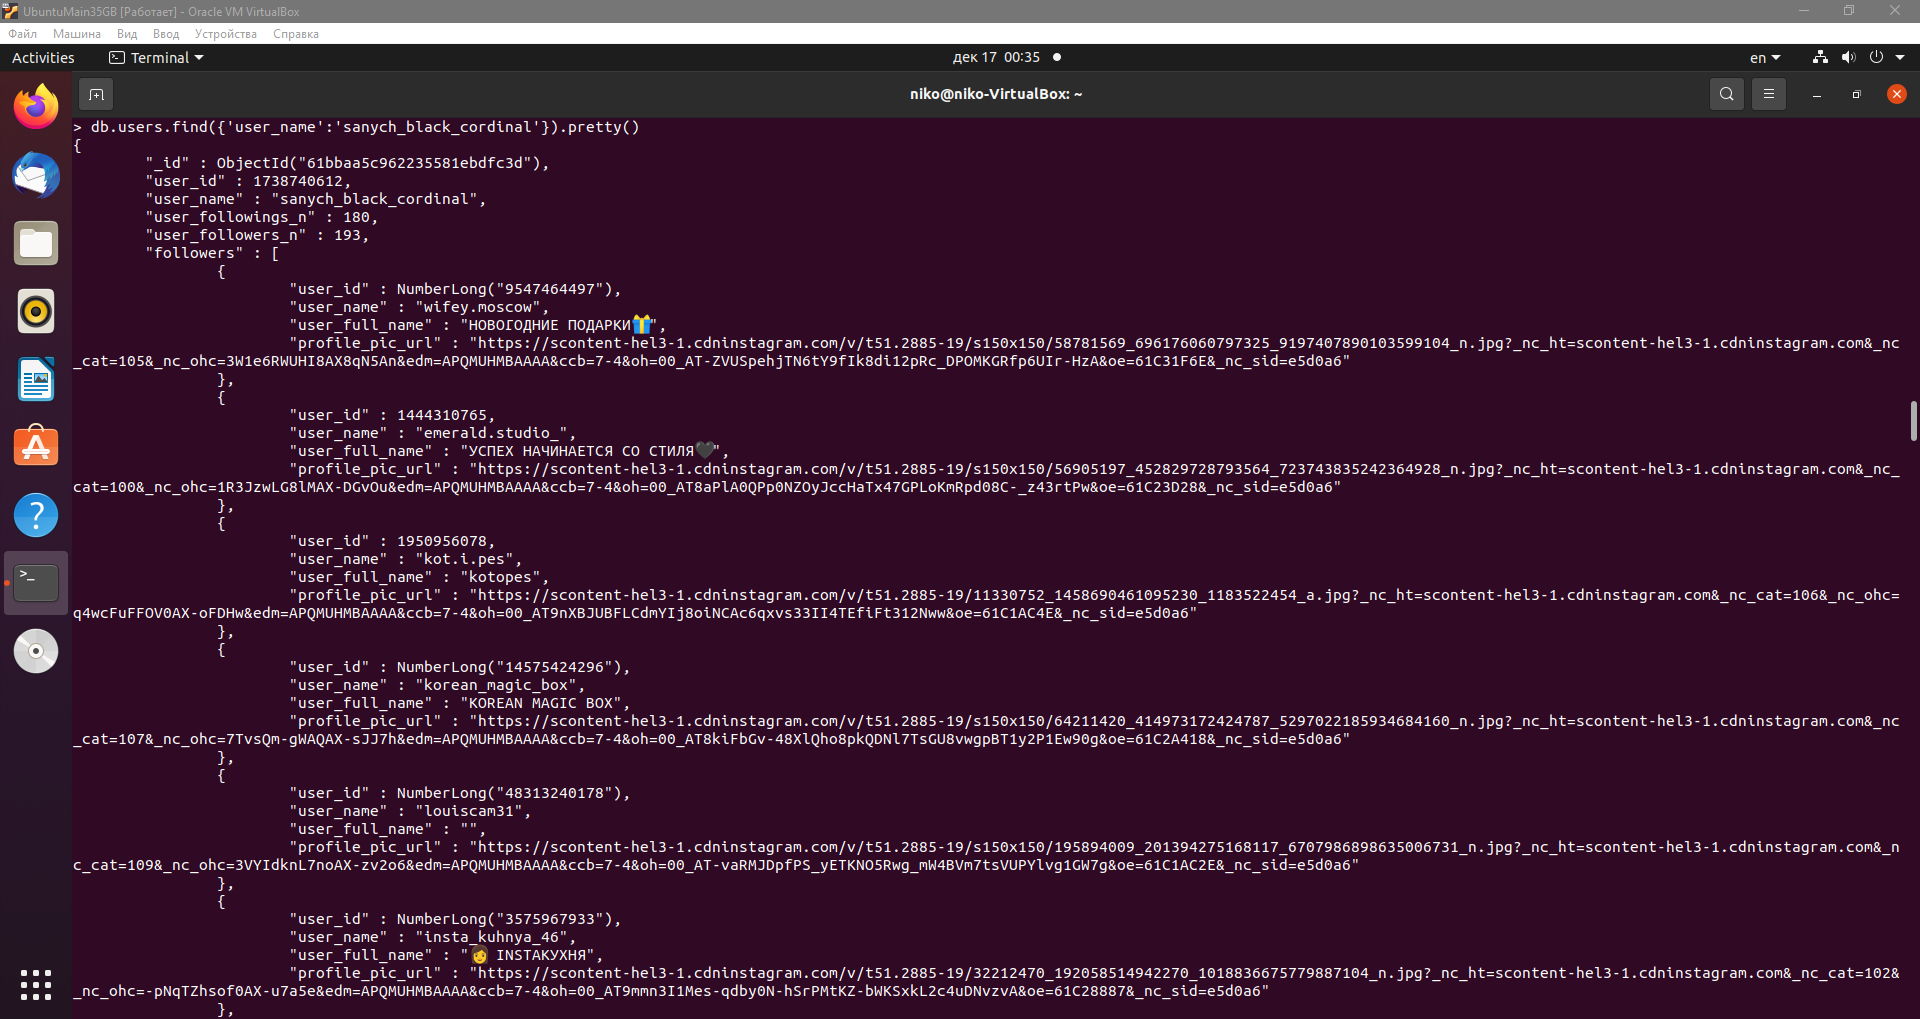 UbuntuMain35GB [Работает] - Oracle VM VirtualBox
Файл Машина Вид Ввод Устройства Справка
Activities Terminal дек 17 00:35 en
niko@niko-VirtualBox: ~
> db.users.find({'user_name':'sanych_black_cordinal'}).pretty()
{
"_id" : ObjectId("61bbaa5c962235581ebdfc3d"),
"user_id" : 1738740612,
"user_name" : "sanych_black_cordinal",
"user_followings_n" : 180,
"user_followers_n" : 193,
"followers" : [
{
"user_id" : NumberLong("9547464497"),
"user_name" : "wifey.moscow",
"user_full_name" : "НОВОГОДНИЕ ПОДАРКИ🎁",
"profile_pic_url" : "https://scontent-hel3-1.cdninstagram.com/v/t51.2885-19/s150x150/58781569_696176060797325_9197407890103599104_n.jpg?_nc_ht=scontent-hel3-1.cdninstagram.com&_nc
_cat=105&_nc_ohc=3W1e6RWUHI8AX8qN5An&edm=APQMUHMBAAAA&ccb=7-4&oh=00_AT-ZVUSpehjTN6tY9fIk8di12pRc_DPOMKGRfp6UIr-HzA&oe=61C31F6E&_nc_sid=e5d0a6"
},
{
"user_id" : 1444310765,
"user_name" : "emerald.studio_",
"user_full_name" : "УСПЕХ НАЧИНАЕТСЯ СО СТИЛЯ🖤",
"profile_pic_url" : "https://scontent-hel3-1.cdninstagram.com/v/t51.2885-19/s150x150/56905197_452829728793564_723743835242364928_n.jpg?_nc_ht=scontent-hel3-1.cdninstagram.com&_nc_
cat=100&_nc_ohc=1R3JzwLG8lMAX-DGvOu&edm=APQMUHMBAAAA&ccb=7-4&oh=00_AT8aPlA0QPp0NZOyJccHaTx47GPLoKmRpd08C-_z43rtPw&oe=61C23D28&_nc_sid=e5d0a6"
},
{
"user_id" : 1950956078,
"user_name" : "kot.i.pes",
"user_full_name" : "kotopes",
"profile_pic_url" : "https://scontent-hel3-1.cdninstagram.com/v/t51.2885-19/11330752_1458690461095230_1183522454_a.jpg?_nc_ht=scontent-hel3-1.cdninstagram.com&_nc_cat=106&_nc_ohc=
q4wcFuFFOV0AX-oFDHw&edm=APQMUHMBAAAA&ccb=7-4&oh=00_AT9nXBJUBFLCdmYIj8oiNCAc6qxvs33II4TEfiFt312Nww&oe=61C1AC4E&_nc_sid=e5d0a6"
},
{
"user_id" : NumberLong("14575424296"),
"user_name" : "korean_magic_box",
"user_full_name" : "KOREAN MAGIC BOX",
"profile_pic_url" : "https://scontent-hel3-1.cdninstagram.com/v/t51.2885-19/s150x150/64211420_414973172424787_5297022185934684160_n.jpg?_nc_ht=scontent-hel3-1.cdninstagram.com&_nc
_cat=107&_nc_ohc=7TvsQm-gWAQAX-sJJ7h&edm=APQMUHMBAAAA&ccb=7-4&oh=00_AT8kiFbGv-48XlQho8pkQDNl7TsGU8vwgpBT1y2P1Ew90g&oe=61C2A418&_nc_sid=e5d0a6"
},
{
"user_id" : NumberLong("48313240178"),
"user_name" : "louiscam31",
"user_full_name" : "",
"profile_pic_url" : "https://scontent-hel3-1.cdninstagram.com/v/t51.2885-19/s150x150/195894009_201394275168117_6707986898635006731_n.jpg?_nc_ht=scontent-hel3-1.cdninstagram.com&_n
c_cat=109&_nc_ohc=3VYIdknL7noAX-zv2o6&edm=APQMUHMBAAAA&ccb=7-4&oh=00_AT-vaRMJDpfPS_yETKNO5Rwg_mW4BVm7tsVUPYlvg1GW7g&oe=61C1AC2E&_nc_sid=e5d0a6"
},
{
"user_id" : NumberLong("3575967933"),
"user_name" : "insta_kuhnya_46",
"user_full_name" : "👩 INSTAКУХНЯ",
"profile_pic_url" : "https://scontent-hel3-1.cdninstagram.com/v/t51.2885-19/s150x150/32212470_192058514942270_1018836675779887104_n.jpg?_nc_ht=scontent-hel3-1.cdninstagram.com&_nc_cat=102&
_nc_ohc=-pNqTZhsof0AX-u7a5e&edm=APQMUHMBAAAA&ccb=7-4&oh=00_AT9mmn3I1Mes-qdby0N-hSrPMtKZ-bWKSxkL2c4uDNvzvA&oe=61C28887&_nc_sid=e5d0a6"
},